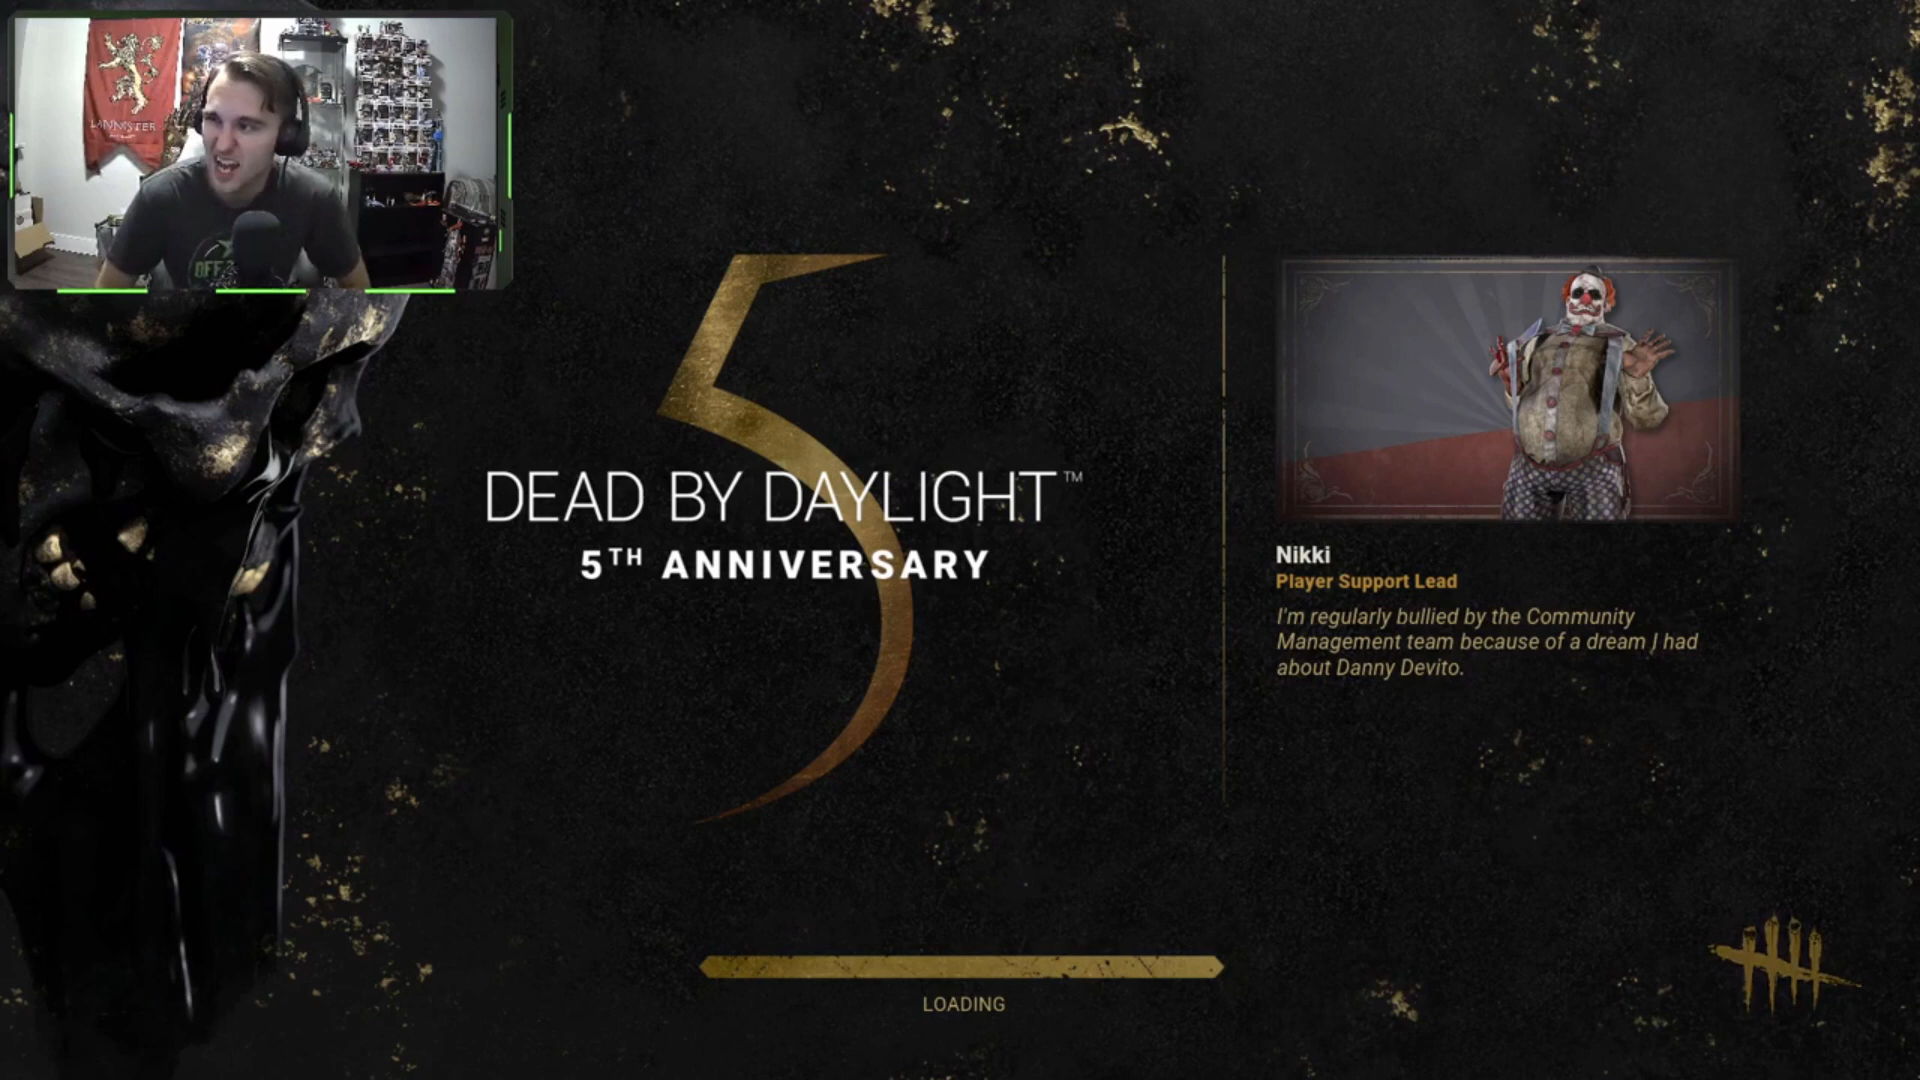 LANNISTER
OFF
DEAD BY DAYLIGHT™
5TH ANNIVERSARY
Nikki
Player Support Lead
I'm regularly bullied by the Community
Management team because of a dream I had
about Danny Devito.
LOADING